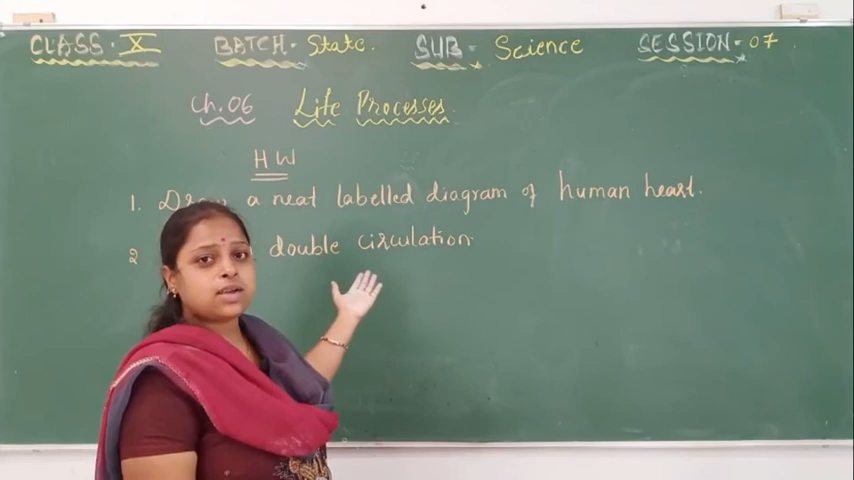 CLASS - X BATCH - State. SUB - Science SESSION - 07
Ch.06 Life Processes.
HW
1. Draw a neat labelled diagram of human heart.
2 double circulation.